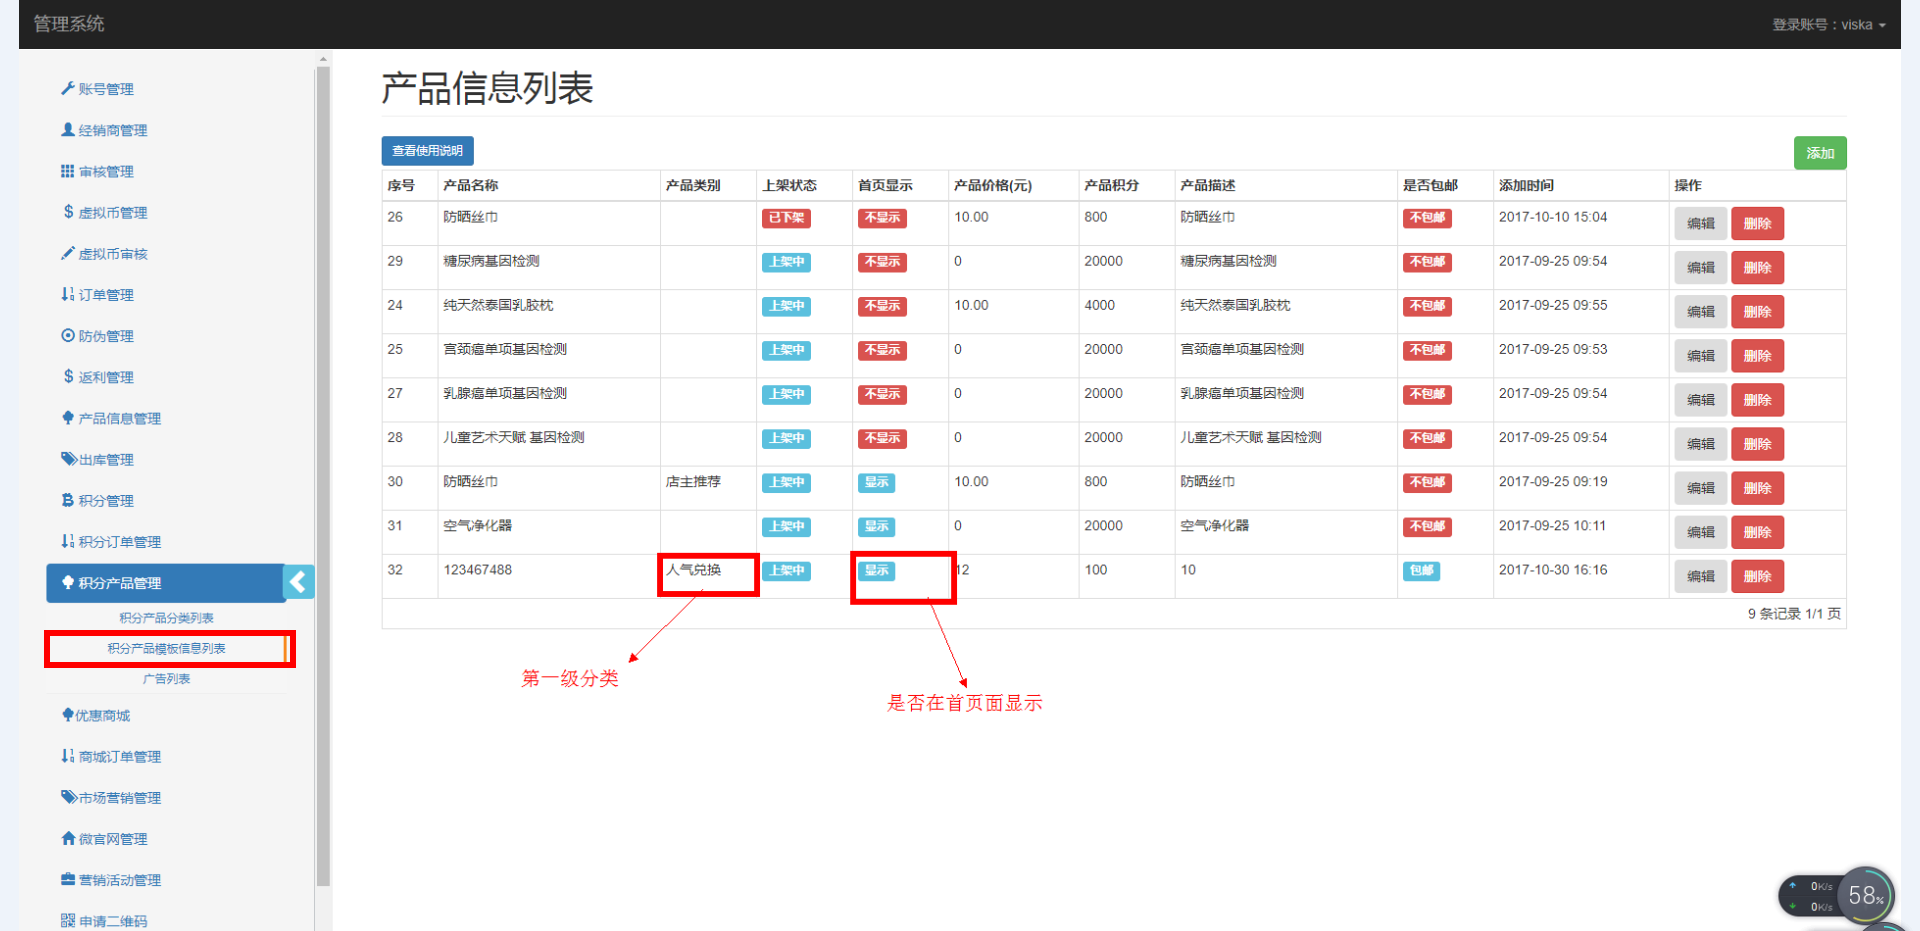 管理系统
登录账号：viska
账号管理
经销商管理
审核管理
虚拟币管理
虚拟币审核
订单管理
防伪管理
返利管理
产品信息管理
出库管理
积分管理
积分订单管理
积分产品管理
积分产品分类列表
积分产品模板信息列表
广告列表
优惠商城
商城订单管理
市场营销管理
微官网管理
营销活动管理
申请二维码
产品信息列表
查看使用说明
添加
序号 产品名称 产品类别 上架状态 首页显示 产品价格(元) 产品积分 产品描述 是否包邮 添加时间 操作
26 防晒丝巾 已下架 不显示 10.00 800 防晒丝巾 不包邮 2017-10-10 15:04 编辑 删除
29 糖尿病基因检测 上架中 不显示 0 20000 糖尿病基因检测 不包邮 2017-09-25 09:54 编辑 删除
24 纯天然泰国乳胶枕 上架中 不显示 10.00 4000 纯天然泰国乳胶枕 不包邮 2017-09-25 09:55 编辑 删除
25 宫颈癌单项基因检测 上架中 不显示 0 20000 宫颈癌单项基因检测 不包邮 2017-09-25 09:53 编辑 删除
27 乳腺癌单项基因检测 上架中 不显示 0 20000 乳腺癌单项基因检测 不包邮 2017-09-25 09:54 编辑 删除
28 儿童艺术天赋 基因检测 上架中 不显示 0 20000 儿童艺术天赋 基因检测 不包邮 2017-09-25 09:54 编辑 删除
30 防晒丝巾 店主推荐 上架中 显示 10.00 800 防晒丝巾 不包邮 2017-09-25 09:19 编辑 删除
31 空气净化器 上架中 显示 0 20000 空气净化器 不包邮 2017-09-25 10:11 编辑 删除
32 123467488 人气兑换 上架中 显示 12 100 10 包邮 2017-10-30 16:16 编辑 删除
9 条记录 1/1 页
第一级分类
是否在首页面显示
0K/s
0K/s
58%